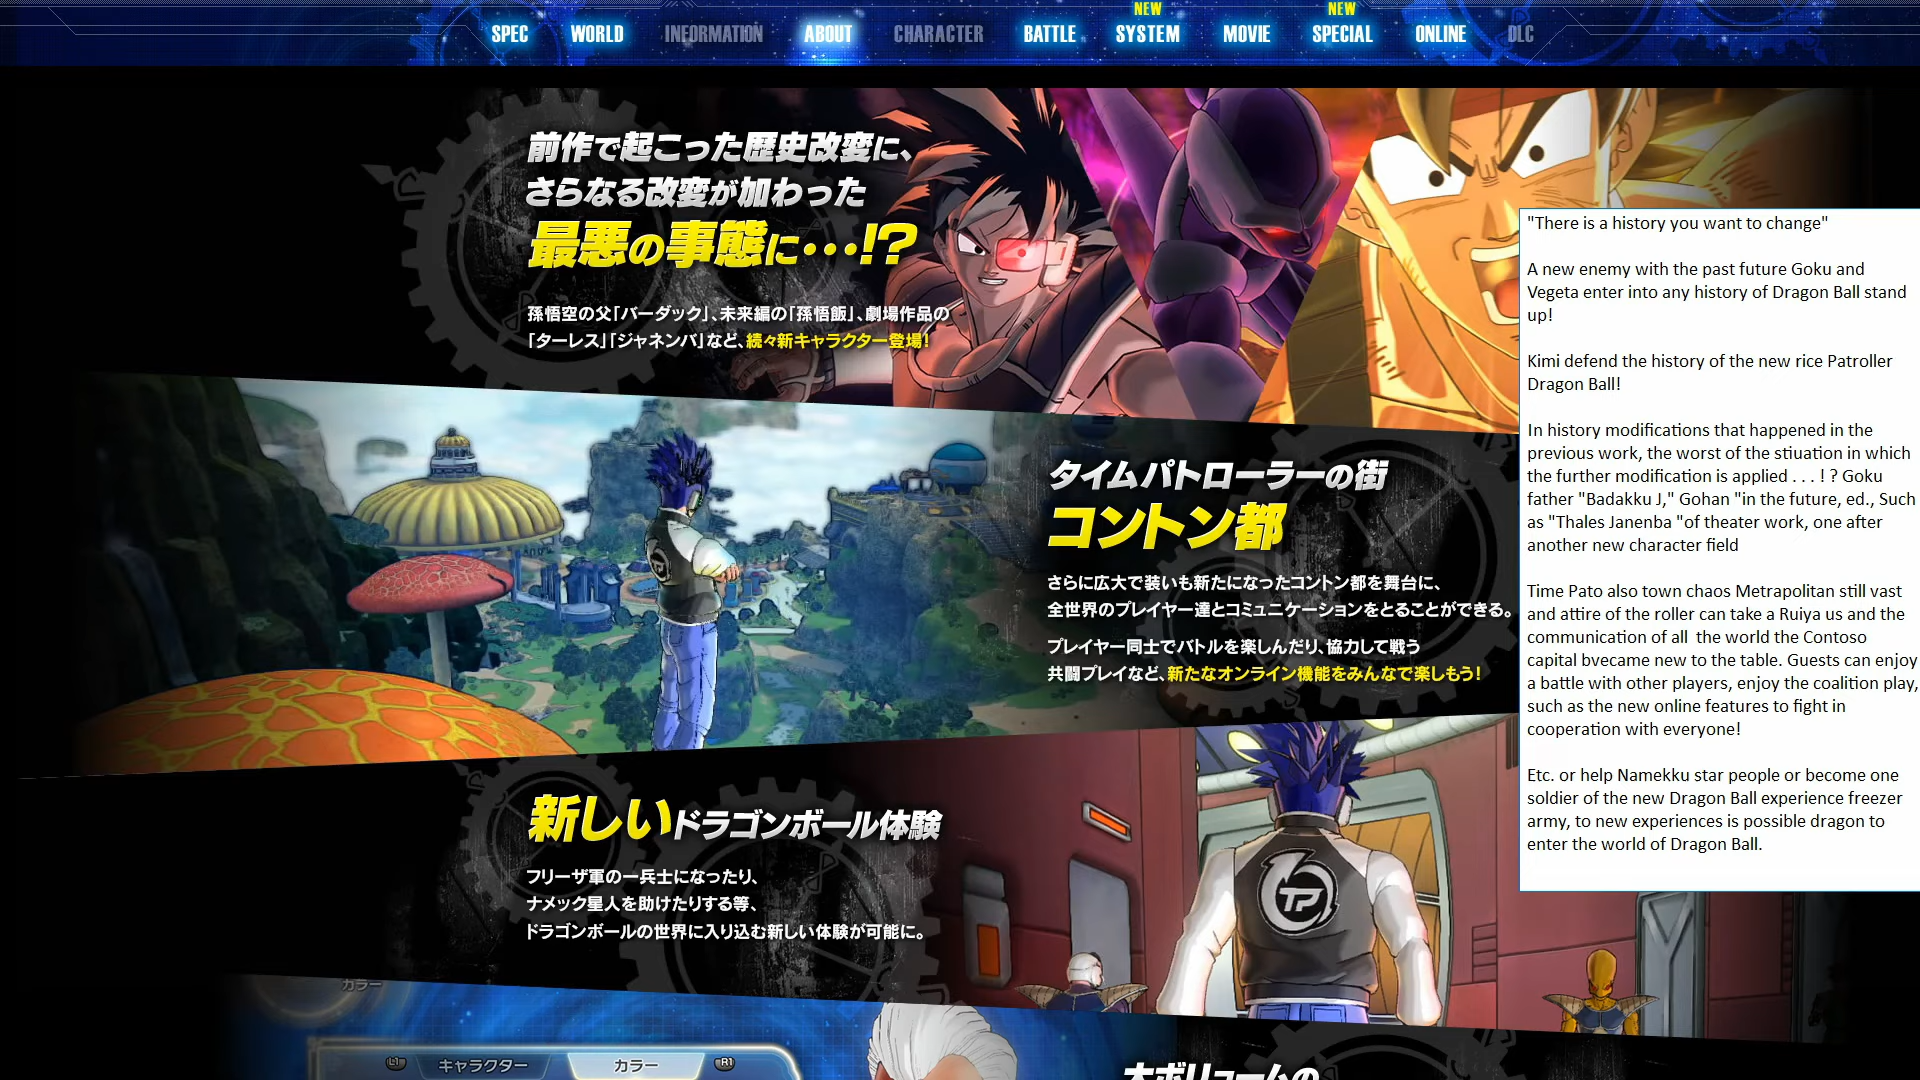 SPEC
WORLD
INFORMATION
ABOUT
CHARACTER
BATTLE
NEW
SYSTEM
MOVIE
NEW
SPECIAL
ONLINE
DLC
前作で起こった歴史改変に、
さらなる改変が加わった
最悪の事態に・・・!?
孫悟空の父「バーダック」、未来編の「孫悟飯」、劇場作品の
「ターレス」「ジャネンバ」など、続々新キャラクター登場!
タイムパトローラーの街
コントン都
さらに広大で装いも新たになったコントン都を舞台に、
全世界のプレイヤー達とコミュニケーションをとることができる。
プレイヤー同士でバトルを楽しんだり、協力して戦う
共闘プレイなど、新たなオンライン機能をみんなで楽しもう!
新しいドラゴンボール体験
フリーザ軍の一兵士になったり、
ナメック星人を助けたりする等、
ドラゴンボールの世界に入り込む新しい体験が可能に。
TP
カラー
L1
キャラクター
カラー
R1
大ボリュームの
"There is a history you want to change"
A new enemy with the past future Goku and
Vegeta enter into any history of Dragon Ball stand
up!
Kimi defend the history of the new rice Patroller
Dragon Ball!
In history modifications that happened in the
previous work, the worst of the stiuation in which
the further modification is applied . . . ! ? Goku
father "Badakku J," Gohan "in the future, ed., Such
as "Thales Janenba "of theater work, one after
another new character field
Time Pato also town chaos Metrapolitan still vast
and attire of the roller can take a Ruiya us and the
communication of all  the world the Contoso
capital bvecame new to the table. Guests can enjoy
a battle with other players, enjoy the coalition play,
such as the new online features to fight in
cooperation with everyone!
Etc. or help Namekku star people or become one
soldier of the new Dragon Ball experience freezer
army, to new experiences is possible dragon to
enter the world of Dragon Ball.